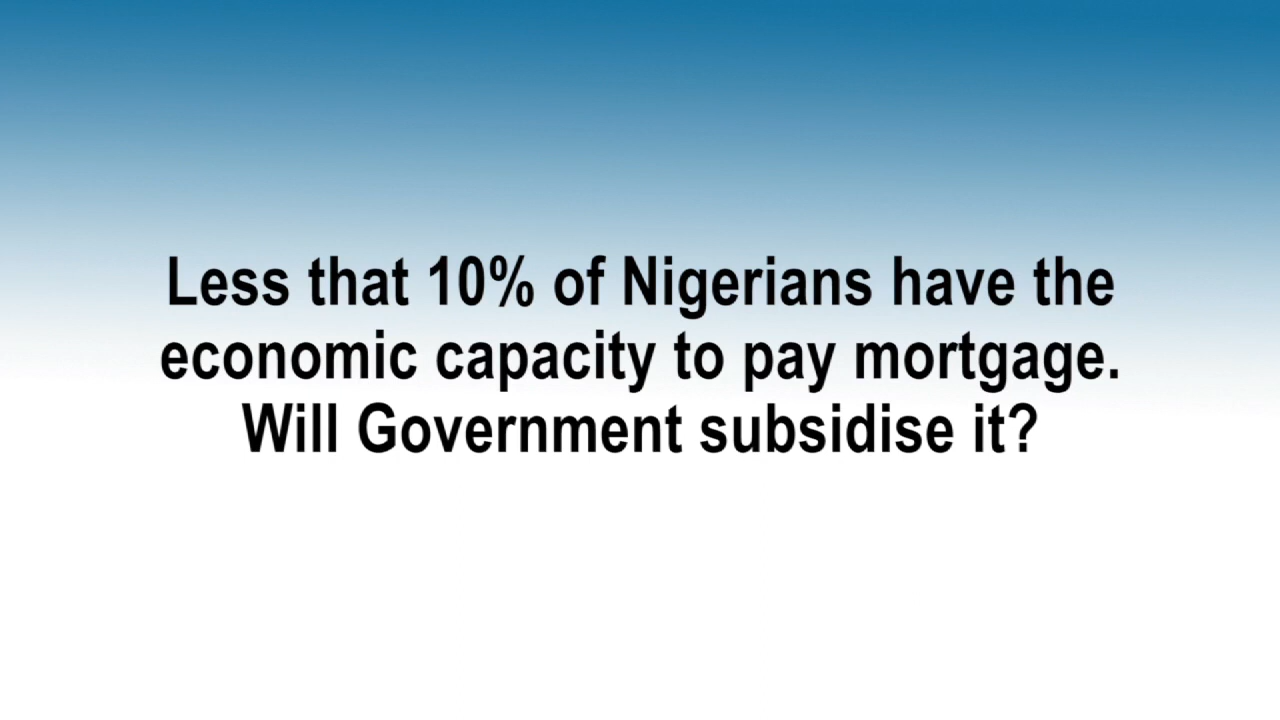 Less that 10% of Nigerians have the
economic capacity to pay mortgage.
Will Government subsidise it?